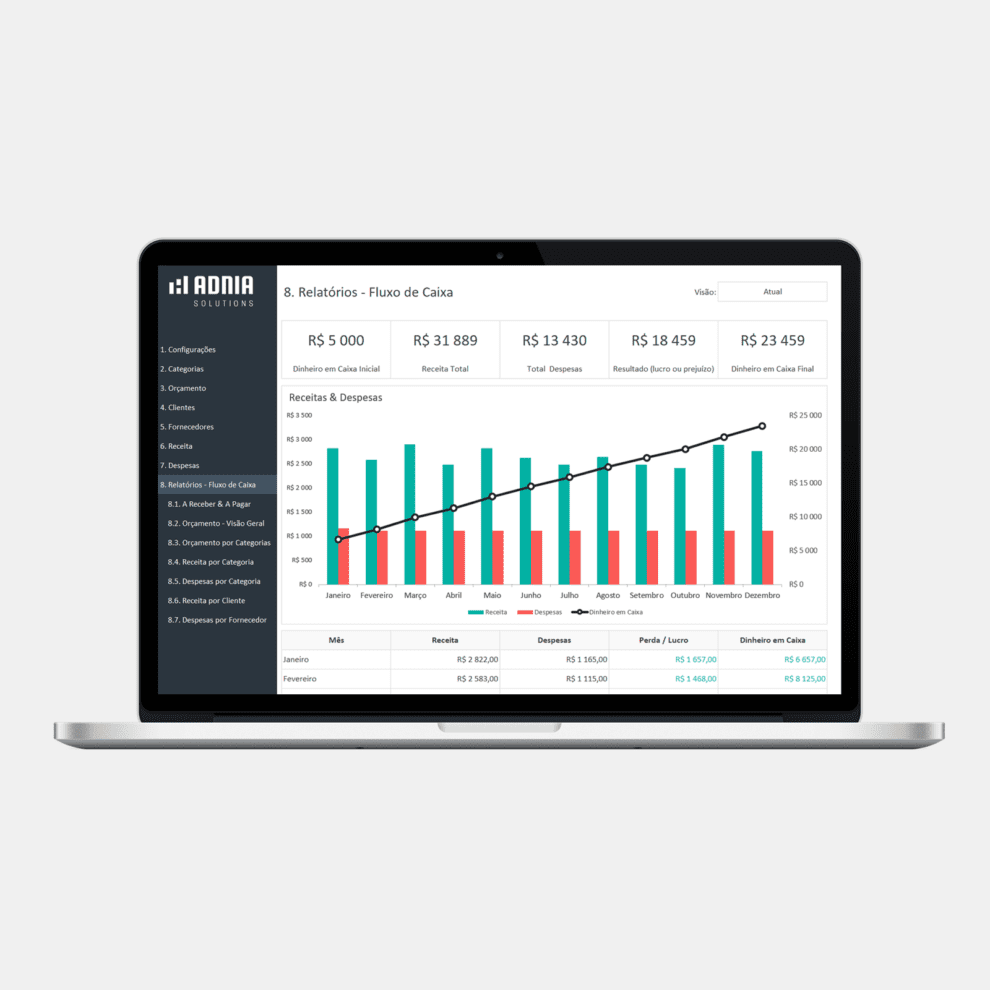 ADNIA
SOLUTIONS
1. Configurações
2. Categorias
3. Orçamento
4. Clientes
5. Fornecedores
6. Receita
7. Despesas
8. Relatórios - Fluxo de Caixa
8.1. A Receber & A Pagar
8.2. Orçamento - Visão Geral
8.3. Orçamento por Categorias
8.4. Receita por Categoria
8.5. Despesas por Categoria
8.6. Receita por Cliente
8.7. Despesas por Fornecedor
8. Relatórios - Fluxo de Caixa
Visão: Atual
R$ 5 000 R$ 31 889 R$ 13 430 R$ 18 459 R$ 23 459
Dinheiro em Caixa Inicial Receita Total Total Despesas Resultado (lucro ou prejuízo) Dinheiro em Caixa Final
Receitas & Despesas
R$ 3 500
R$ 3 000
R$ 2 500
R$ 2 000
R$ 1 500
R$ 1 000
R$ 500
R$ 0
R$ 25 000
R$ 20 000
R$ 15 000
R$ 10 000
R$ 5 000
R$ 0
Janeiro Fevereiro Março Abril Maio Junho Julho Agosto Setembro Outubro Novembro Dezembro
Receita Despesas Dinheiro em Caixa
Mês Receita Despesas Perda / Lucro Dinheiro em Caixa
Janeiro R$ 2 822,00 R$ 1 165,00 R$ 1 657,00 R$ 6 657,00
Fevereiro R$ 2 583,00 R$ 1 115,00 R$ 1 468,00 R$ 8 125,00